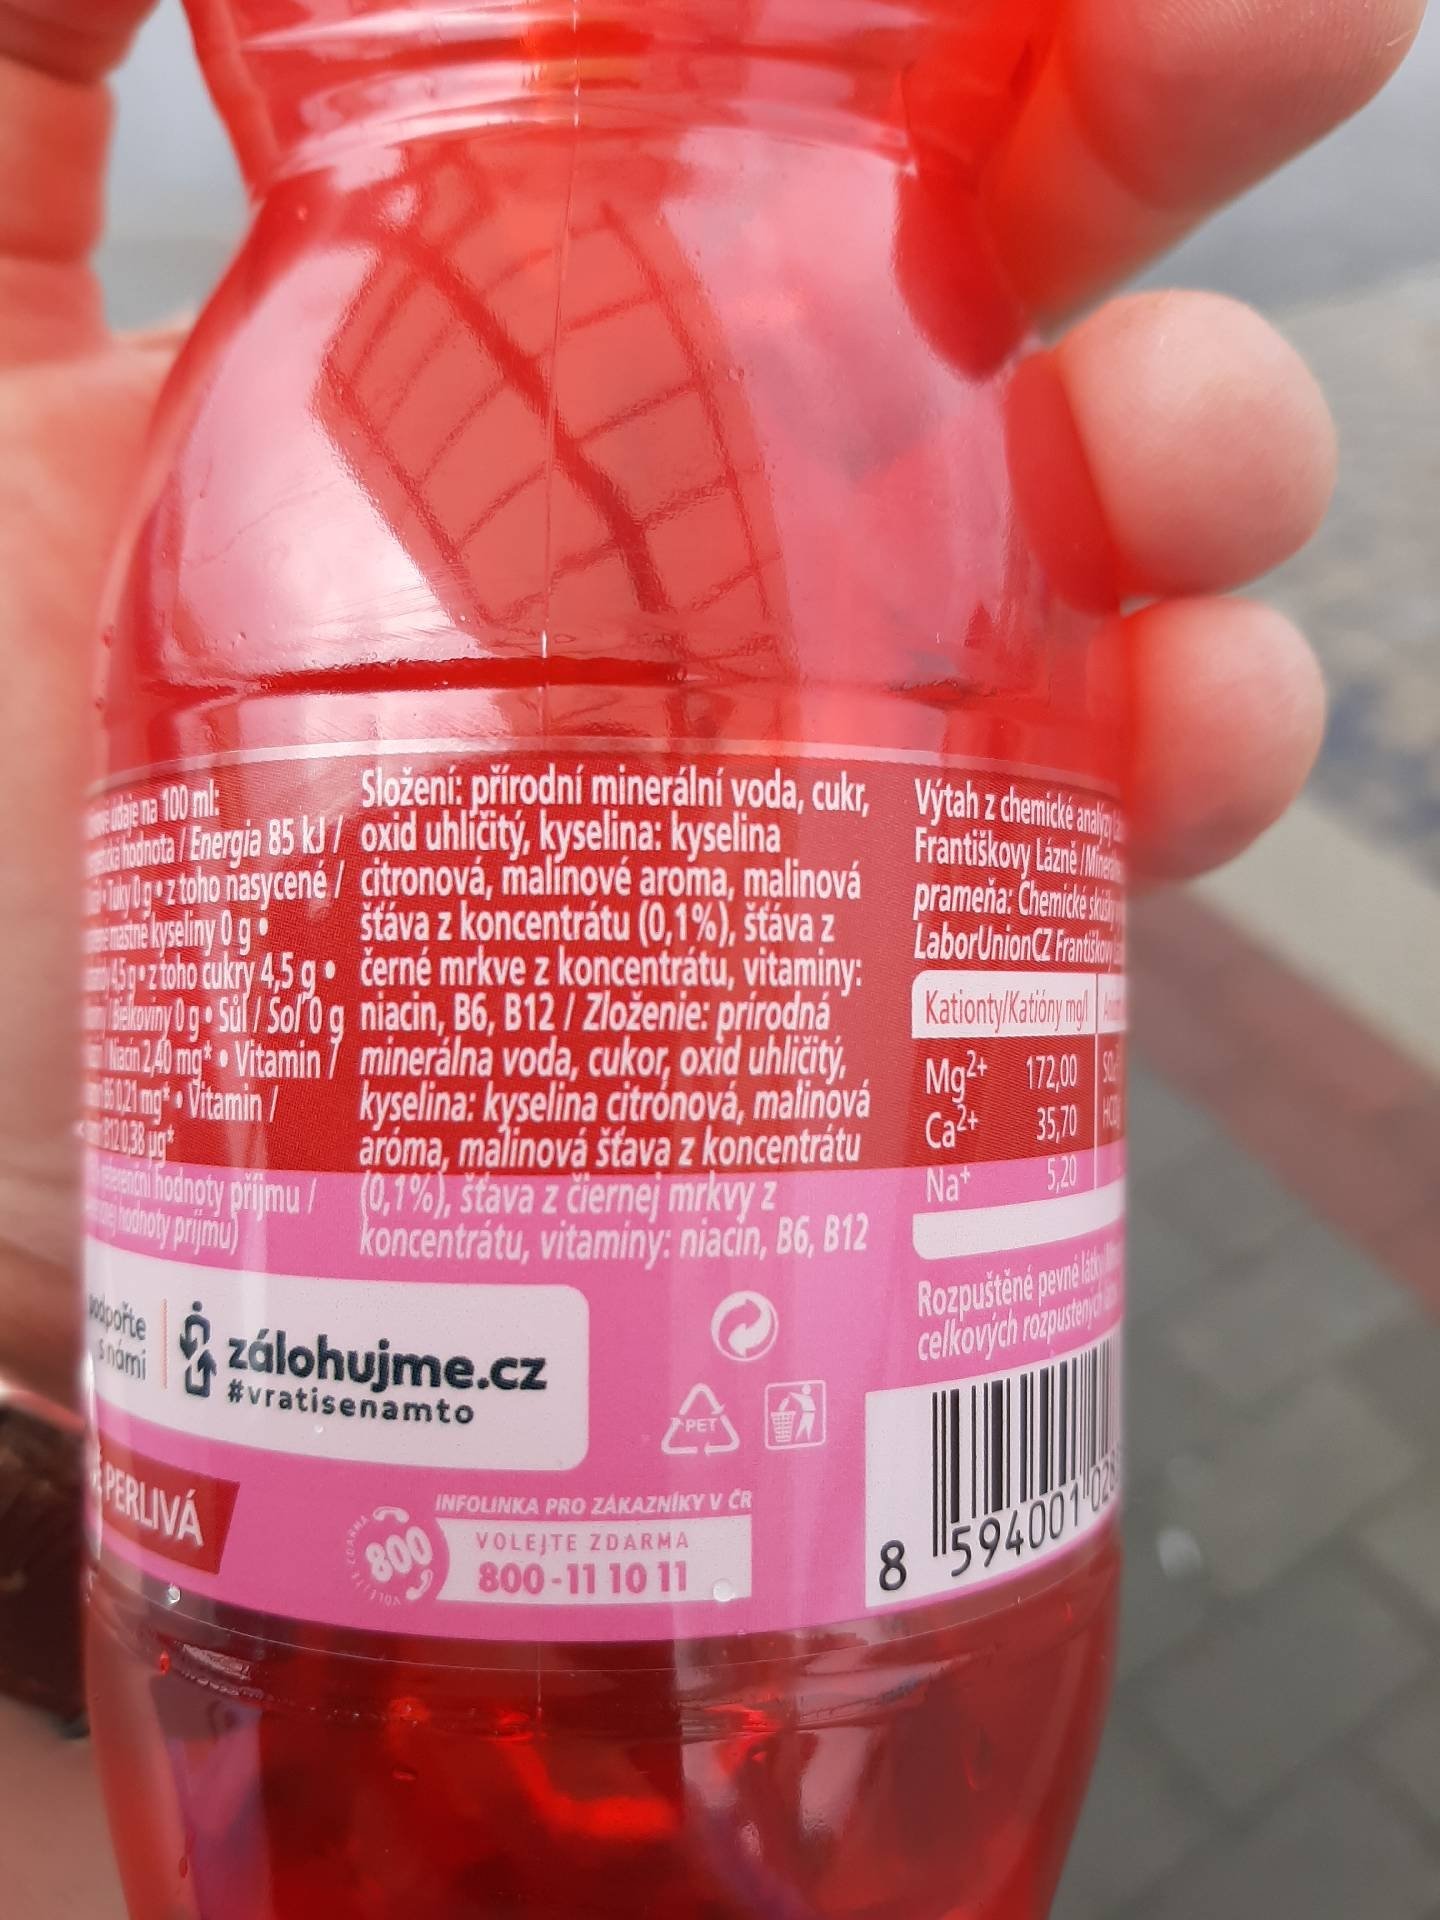 údaje na 100 ml:
hodnota / Energia 85 kJ /
Tuky 0 g • z toho nasycené /
mastné kyseliny 0 g •
4,5 g • z toho cukry 4,5 g •
Bielkoviny 0 g • Sůl / Soľ 0 g
Niacin 2,40 mg* • Vitamin /
B6 0,21 mg* • Vitamin /
B12 0,38 µg*
referenční hodnoty příjmu /
hodnoty príjmu)
Složení: přírodní minerální voda, cukr,
oxid uhličitý, kyselina: kyselina
citronová, malinové aroma, malinová
šťáva z koncentrátu (0,1%), šťáva z
černé mrkve z koncentrátu, vitaminy:
niacin, B6, B12 / Zloženie: prírodná
minerálna voda, cukor, oxid uhličitý,
kyselina: kyselina citrónová, malinová
aróma, malinová šťava z koncentrátu
(0,1%), šťava z čiernej mrkvy z
koncentrátu, vitamíny: niacín, B6, B12
Výtah z chemické analýzy
Františkovy Lázně /
prameňa: Chemické
LaborUnionCZ
Kationty/Katióny mg/l
Mg2+ 172,00
Ca2+ 35,70
Na+ 5,20
Rozpuštěné pevné látky
celkových rozpustených
podpořte
s námi
zálohujme.cz
#vratisenamto
PET
PERLIVÁ
INFOLINKA PRO ZÁKAZNÍKY V ČR
800
VOLEJTE ZDARMA
800-11 10 11
8 594001 02